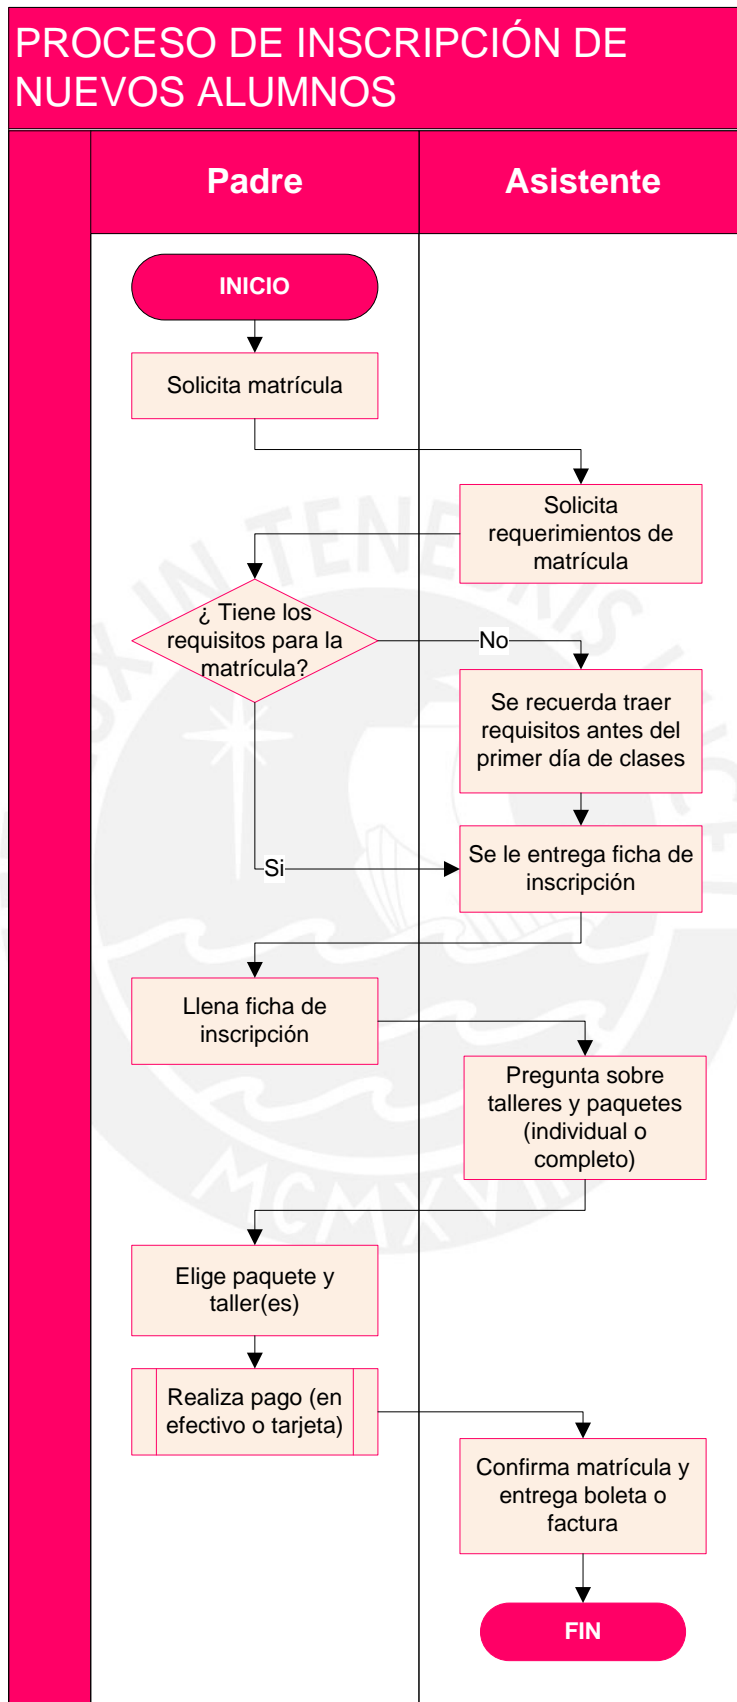 PROCESO DE INSCRIPCIÓN DE
NUEVOS ALUMNOS
Padre
Asistente
INICIO
Solicita matrícula
Solicita
requerimientos de
matrícula
¿ Tiene los
requisitos para la
matrícula?
No
Se recuerda traer
requisitos antes del
primer día de clases
Si
Se le entrega ficha de
inscripción
Llena ficha de
inscripción
Pregunta sobre
talleres y paquetes
(individual o
completo)
Elige paquete y
taller(es)
Realiza pago (en
efectivo o tarjeta)
Confirma matrícula y
entrega boleta o
factura
FIN